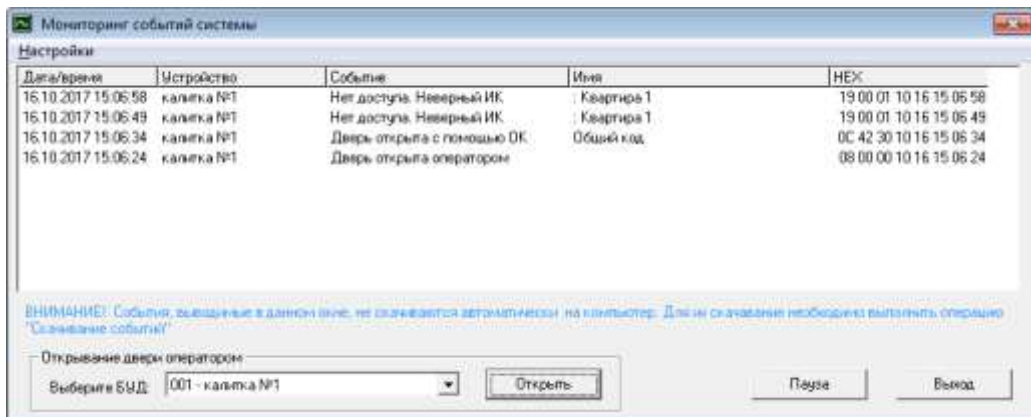 Мониторинг событий системы
Настройки
Дата/время Устройство Событие Имя HEX
16.10.2017 15:06:58 калитка №1 Нет доступа. Неверный ИК : Квартира 1 19 00 01 10 16 15 06 58
16.10.2017 15:06:49 калитка №1 Нет доступа. Неверный ИК : Квартира 1 19 00 01 10 16 15 06 49
16.10.2017 15:06:34 калитка №1 Дверь открыта с помощью ОК Общий код 0C 42 30 10 16 15 06 34
16.10.2017 15:06:24 калитка №1 Дверь открыта оператором 08 00 00 10 16 15 06 24
ВНИМАНИЕ! События, выводимые в данном окне, не скачиваются автоматически на компьютер. Для их скачивания необходимо выполнить операцию
"Скачивание событий"
Открывание двери оператором
Выберите БУД: 001 - калитка №1 Открыть Пауза Выход